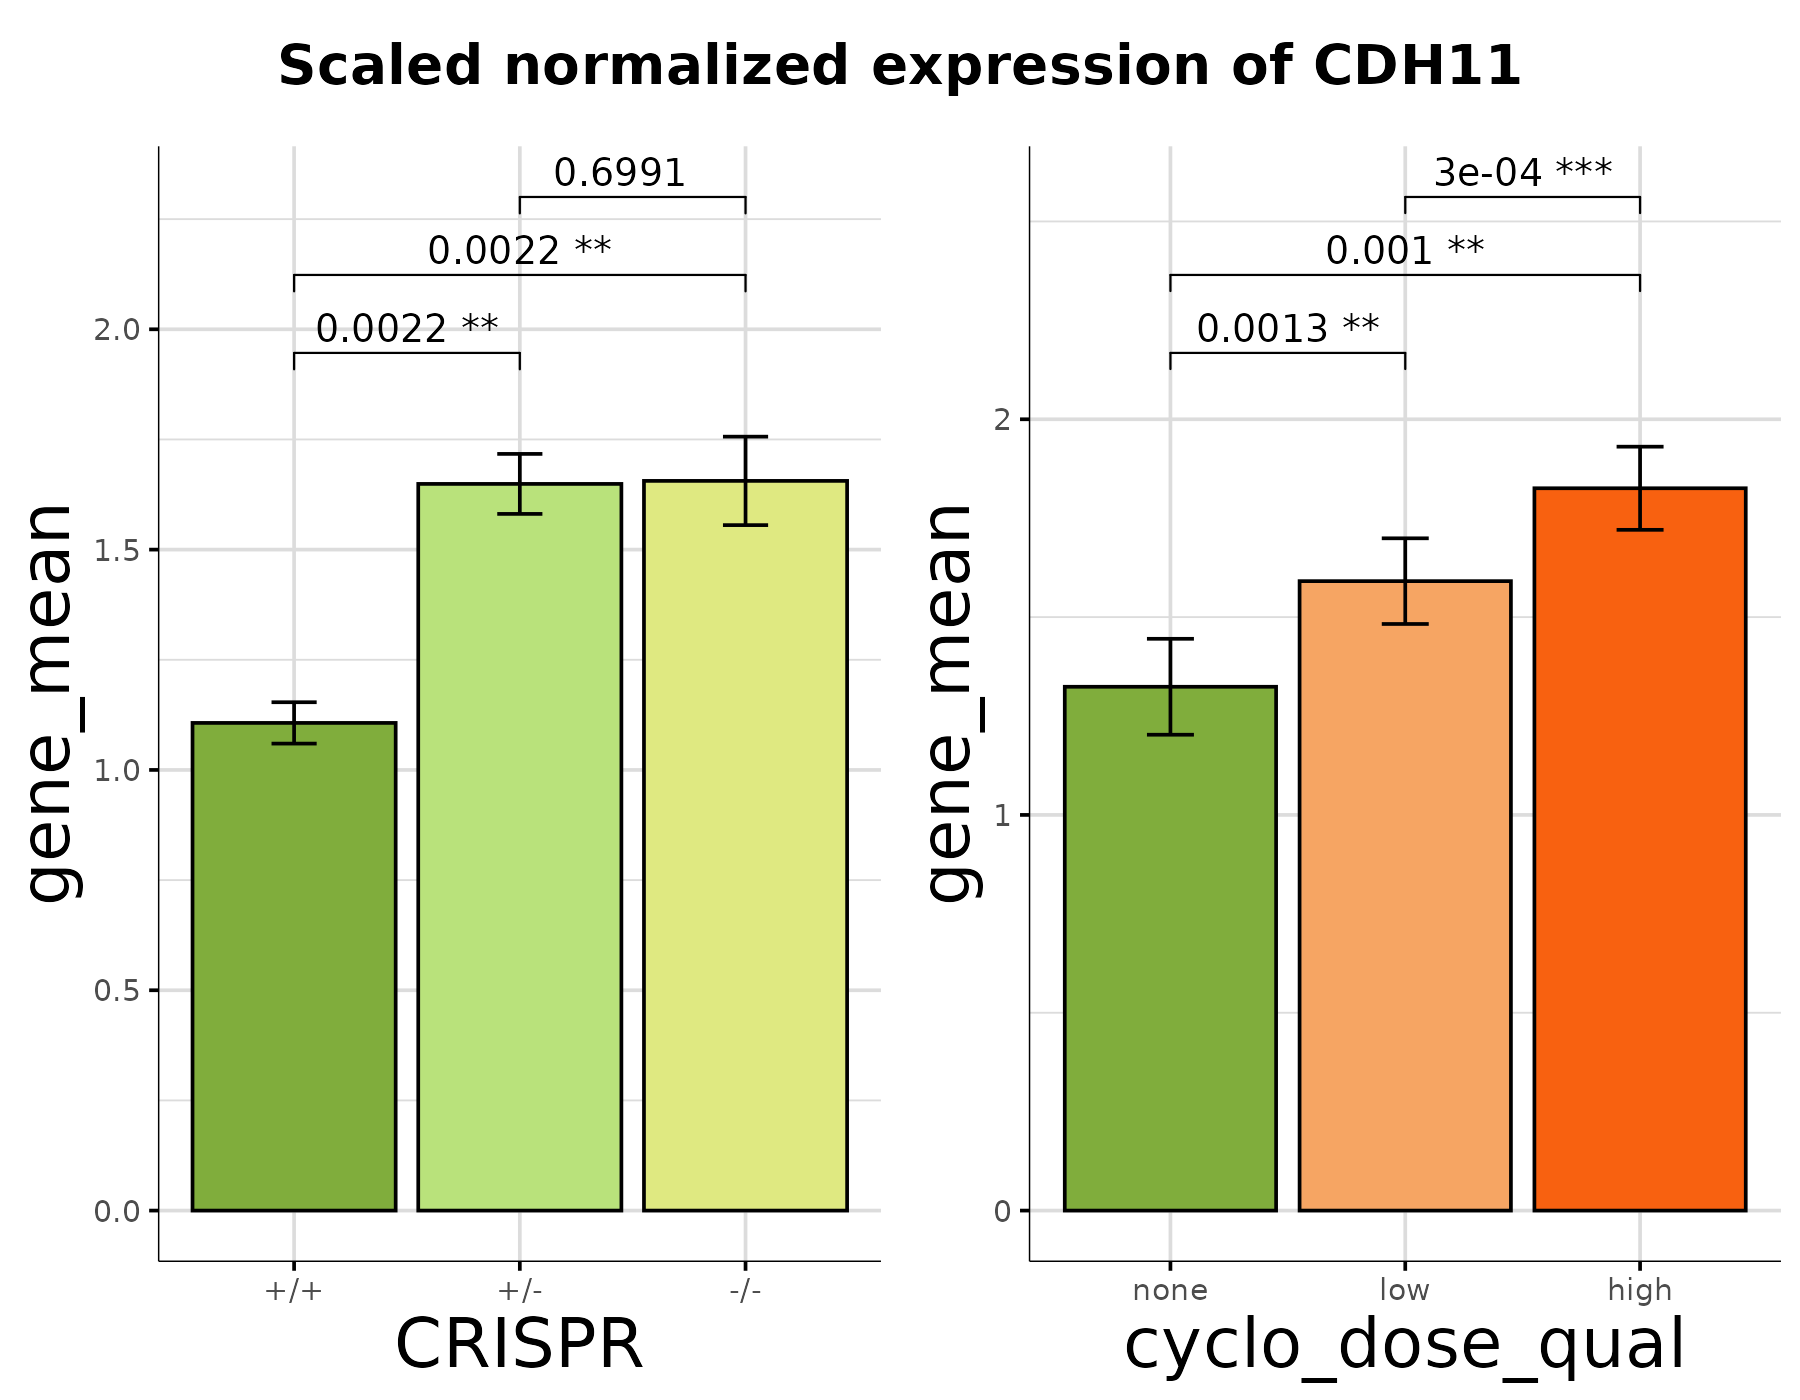 Scaled normalized expression of CDH11
0.6991
0.0022 **
0.0022 **
gene_mean
2.0
1.5
1.0
0.5
0.0
+/+ +/- -/-
CRISPR
3e-04 ***
0.001 **
0.0013 **
gene_mean
2
1
0
none low high
cyclo_dose_qual